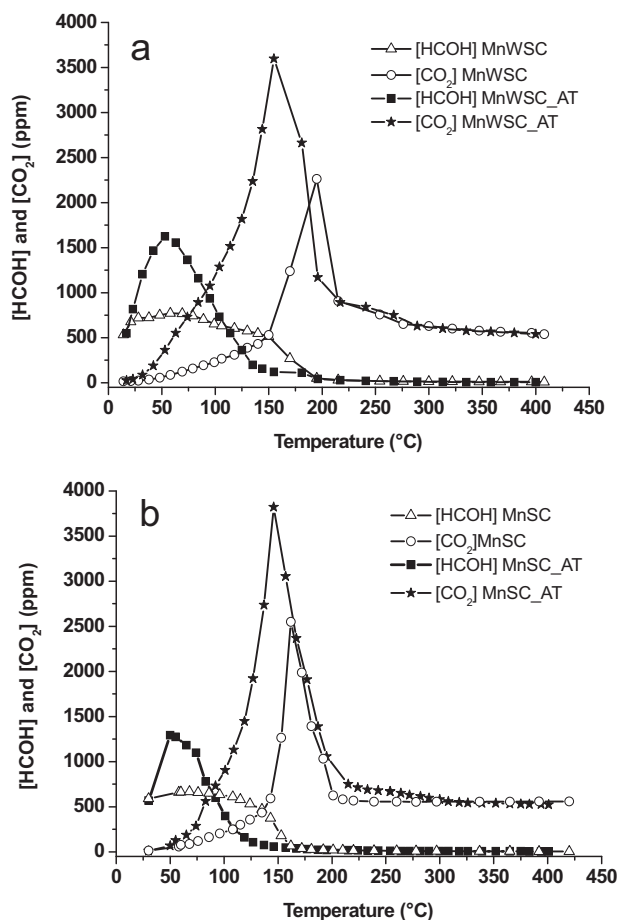 a
[HCOH] MnWSC
[CO₂] MnWSC
[HCOH] MnWSC_AT
[CO₂] MnWSC_AT
[HCOH] and [CO₂] (ppm)
4000
3500
3000
2500
2000
1500
1000
500
0
0 50 100 150 200 250 300 350 400 450
Temperature (°C)
b
[HCOH] MnSC
[CO₂]MnSC
[HCOH] MnSC_AT
[CO₂] MnSC_AT
[HCOH] and [CO₂] (ppm)
4000
3500
3000
2500
2000
1500
1000
500
0
0 50 100 150 200 250 300 350 400 450
Temperature (°C)